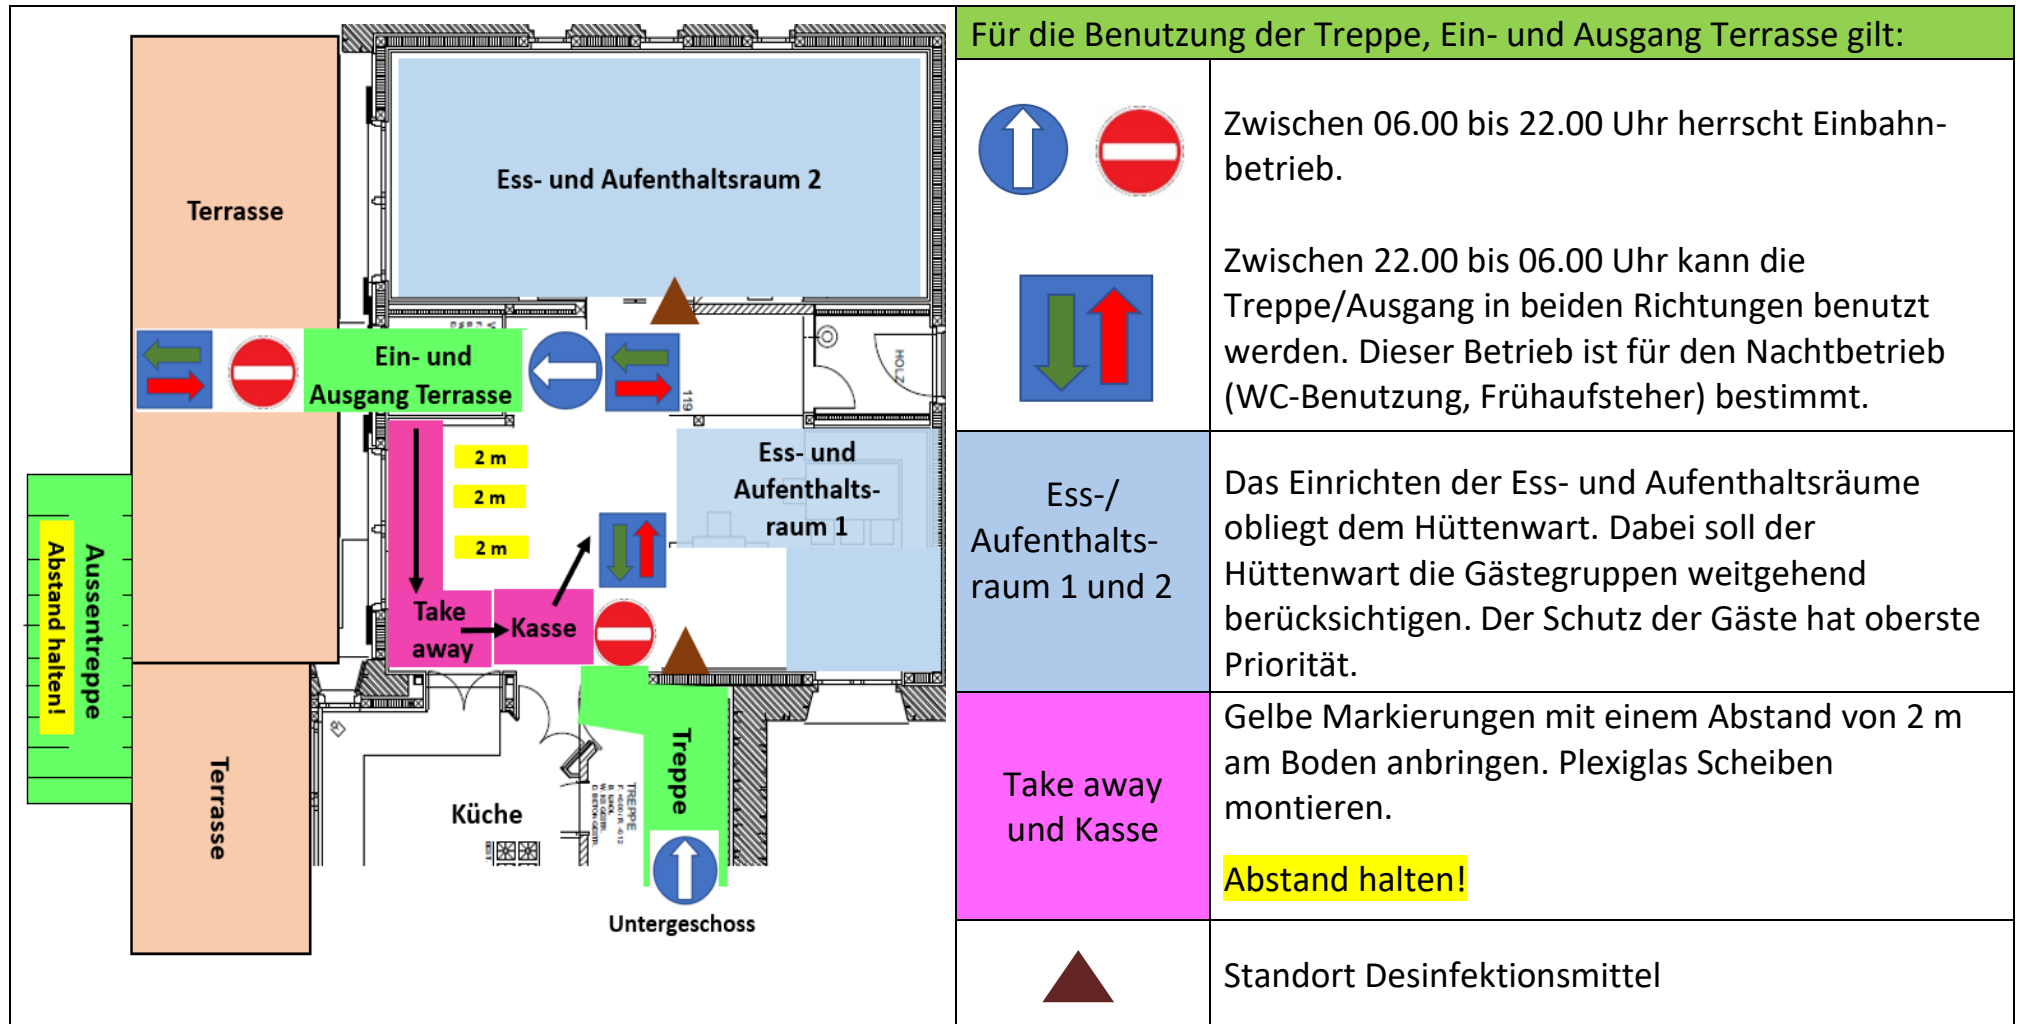 Terrasse
Ess- und Aufenthaltsraum 2
Ein- und
Ausgang Terrasse
HOLZ
119
2 m
2 m
2 m
Ess- und
Aufenthalts-
raum 1
Take
away
Kasse
Aussentreppe
Abstand halten!
Terrasse
Küche
Treppe
TREPPE
BEST.
Untergeschoss
Für die Benutzung der Treppe, Ein- und Ausgang Terrasse gilt:
Zwischen 06.00 bis 22.00 Uhr herrscht Einbahn-
betrieb.
Zwischen 22.00 bis 06.00 Uhr kann die
Treppe/Ausgang in beiden Richtungen benutzt
werden. Dieser Betrieb ist für den Nachtbetrieb
(WC-Benutzung, Frühaufsteher) bestimmt.
Ess-/
Aufenthalts-
raum 1 und 2
Das Einrichten der Ess- und Aufenthaltsräume
obliegt dem Hüttenwart. Dabei soll der
Hüttenwart die Gästegruppen weitgehend
berücksichtigen. Der Schutz der Gäste hat oberste
Priorität.
Take away
und Kasse
Gelbe Markierungen mit einem Abstand von 2 m
am Boden anbringen. Plexiglas Scheiben
montieren.
Abstand halten!
Standort Desinfektionsmittel